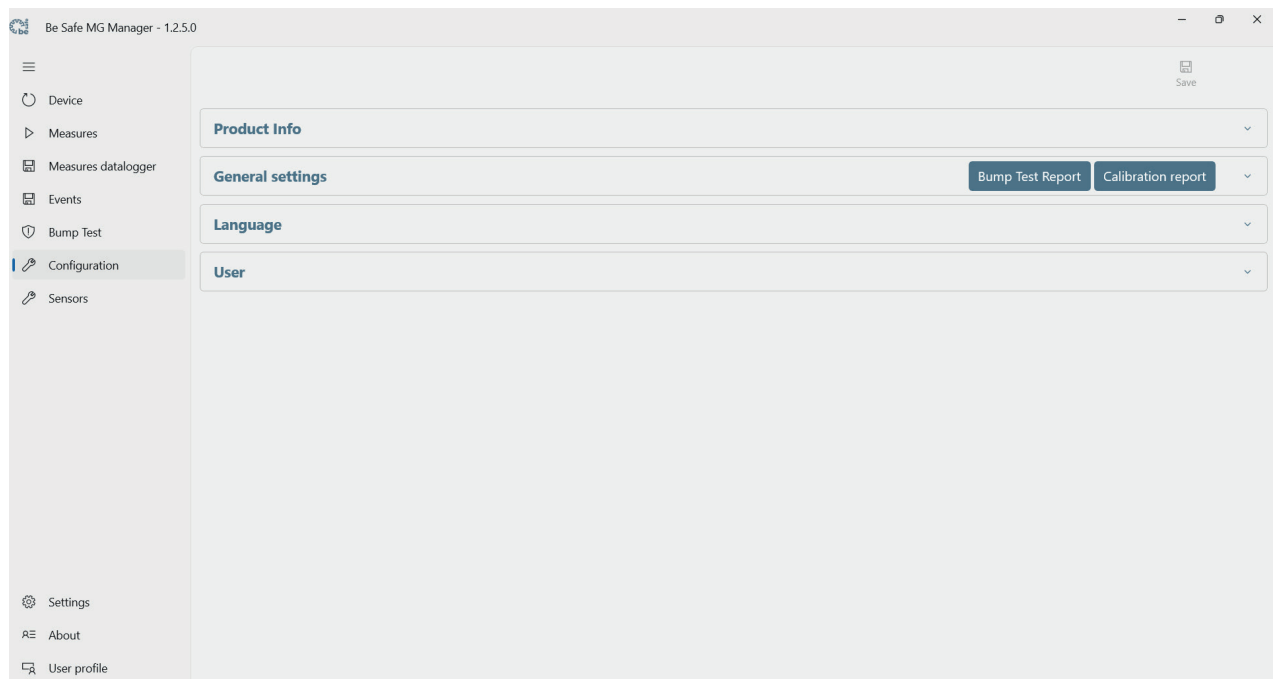 be
Be Safe MG Manager - 1.2.5.0
Save
Device
Measures
Measures datalogger
Events
Bump Test
Configuration
Sensors
Product Info
General settings Bump Test Report Calibration report
Language
User
Settings
About
User profile